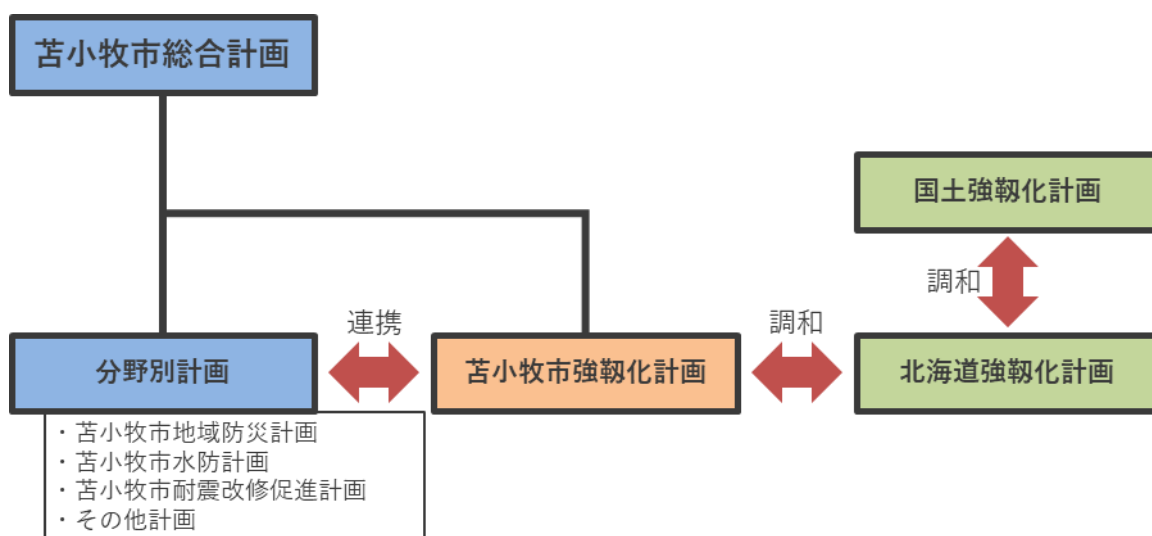 苫小牧市総合計画
国土強靱化計画
調和
連携
調和
分野別計画
苫小牧市強靱化計画
北海道強靱化計画
・苫小牧市地域防災計画
・苫小牧市水防計画
・苫小牧市耐震改修促進計画
・その他計画